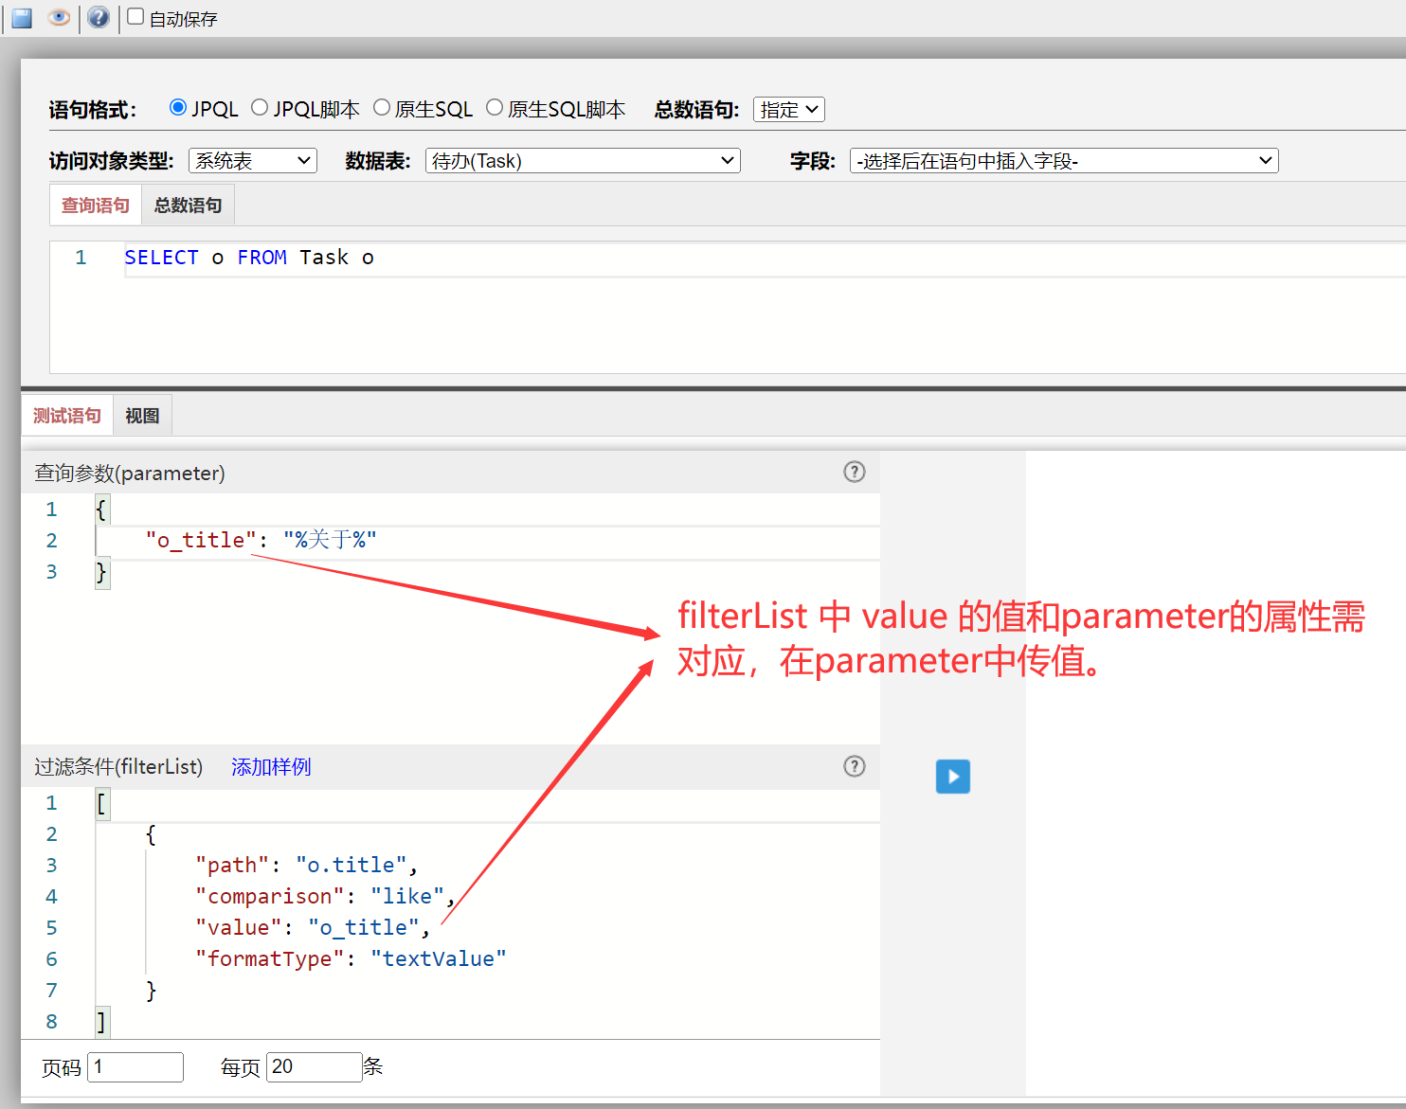 自动保存
语句格式： JPQL JPQL脚本 原生SQL 原生SQL脚本 总数语句: 指定
访问对象类型: 系统表 数据表: 待办(Task) 字段: -选择后在语句中插入字段-
查询语句 总数语句
1 SELECT o FROM Task o
测试语句 视图
查询参数(parameter)
1 {
2 "o_title": "%关于%"
3 }
filterList 中 value 的值和parameter的属性需
对应，在parameter中传值。
过滤条件(filterList) 添加样例
1 [
2 {
3 "path": "o.title",
4 "comparison": "like",
5 "value": "o_title",
6 "formatType": "textValue"
7 }
8 ]
页码 1 每页 20 条